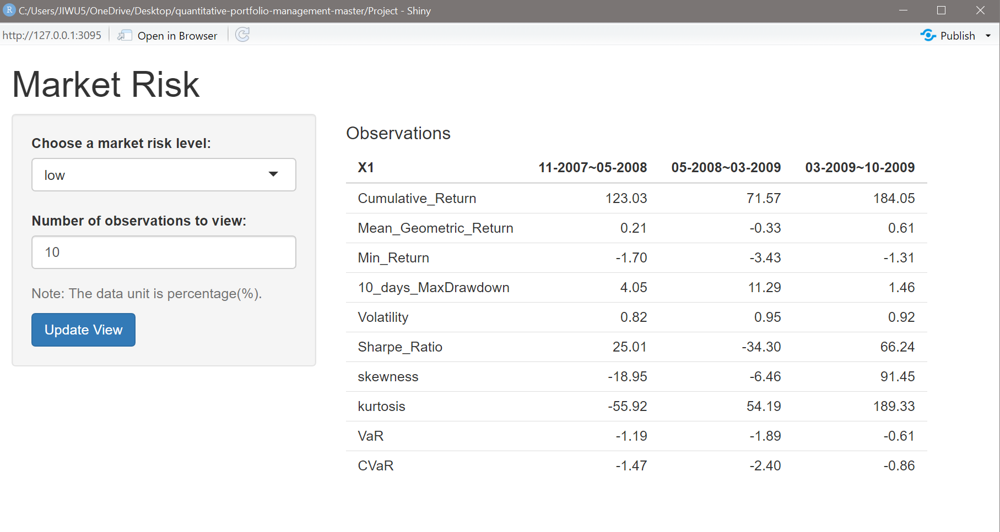 R C:/Users/JIWU5/OneDrive/Desktop/quantitative-portfolio-management-master/Project - Shiny
http://127.0.0.1:3095 Open in Browser Publish
Market Risk
Choose a market risk level:
low
Number of observations to view:
10
Note: The data unit is percentage(%).
Update View
Observations
X1 11-2007~05-2008 05-2008~03-2009 03-2009~10-2009
Cumulative_Return 123.03 71.57 184.05
Mean_Geometric_Return 0.21 -0.33 0.61
Min_Return -1.70 -3.43 -1.31
10_days_MaxDrawdown 4.05 11.29 1.46
Volatility 0.82 0.95 0.92
Sharpe_Ratio 25.01 -34.30 66.24
skewness -18.95 -6.46 91.45
kurtosis -55.92 54.19 189.33
VaR -1.19 -1.89 -0.61
CVaR -1.47 -2.40 -0.86